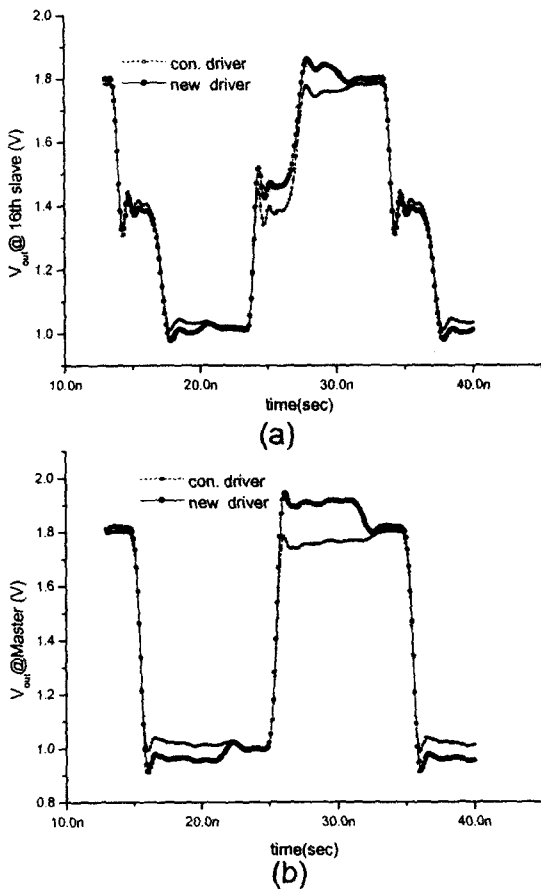 con. driver
new driver
2.0
1.8
1.6
1.4
1.2
1.0
V_out@ 16th slave (V)
10.0n 20.0n 30.0n 40.0n
time(sec)
(a)
con. driver
new driver
2.0
1.8
1.6
1.4
1.2
1.0
0.8
V_out@Master (V)
10.0n 20.0n 30.0n 40.0n
time(sec)
(b)